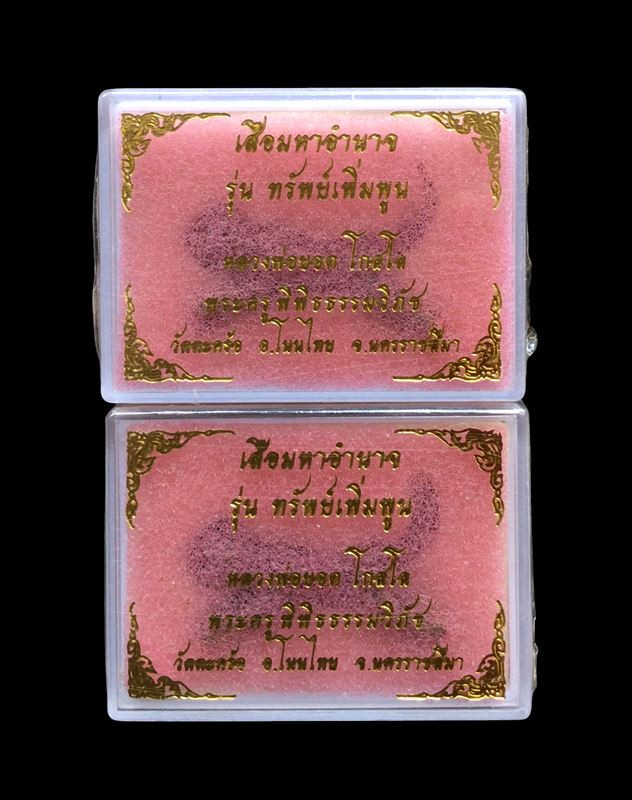 เสือมหาอำนาจ
รุ่น ทรัพย์เพิ่มพูน
หลวงพ่อยอด โกสโล
พระครูพิพิธธรรมวิภัช
วัดตะคร้อ อ.โนนไทย จ.นครราชสีมา
เสือมหาอำนาจ
รุ่น ทรัพย์เพิ่มพูน
หลวงพ่อยอด โกสโล
พระครูพิพิธธรรมวิภัช
วัดตะคร้อ อ.โนนไทย จ.นครราชสีมา